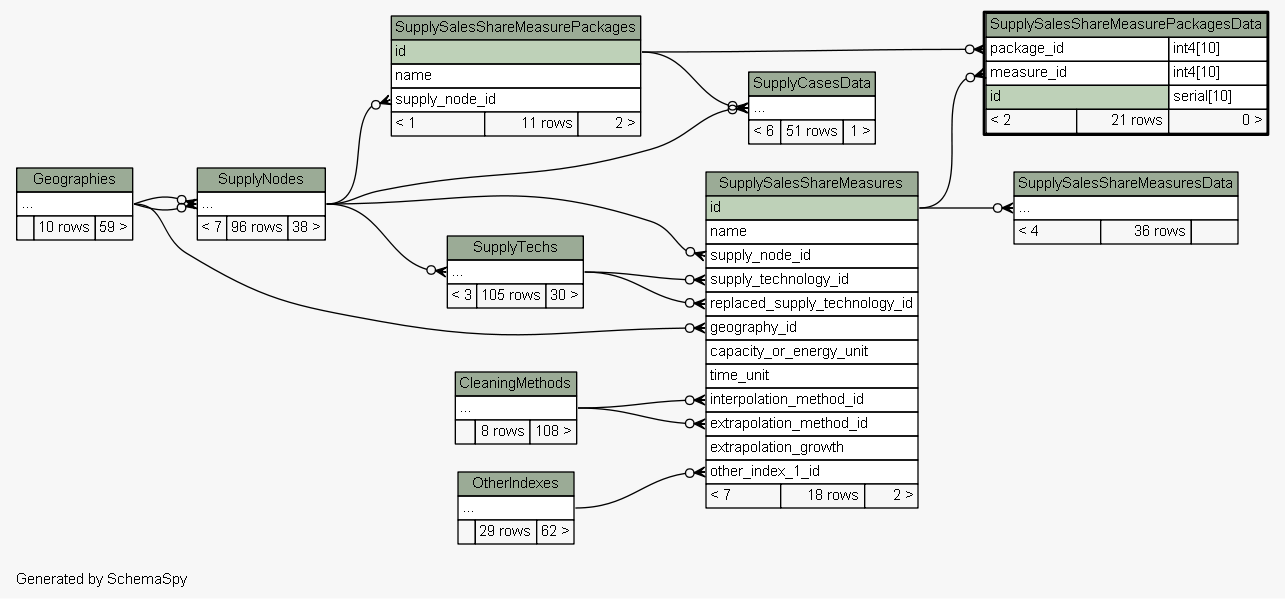 SupplySalesShareMeasurePackages
id
name
supply_node_id
< 1 11 rows 2 >
SupplySalesShareMeasurePackagesData
package_id int4[10]
measure_id int4[10]
id serial[10]
< 2 21 rows 0 >
SupplyCasesData
...
< 6 51 rows 1 >
Geographies
...
10 rows 59 >
SupplyNodes
...
< 7 96 rows 38 >
SupplySalesShareMeasures
id
name
supply_node_id
supply_technology_id
replaced_supply_technology_id
geography_id
capacity_or_energy_unit
time_unit
interpolation_method_id
extrapolation_method_id
extrapolation_growth
other_index_1_id
< 7 18 rows 2 >
SupplySalesShareMeasuresData
...
< 4 36 rows
SupplyTechs
...
< 3 105 rows 30 >
CleaningMethods
...
8 rows 108 >
OtherIndexes
...
29 rows 62 >
Generated by SchemaSpy